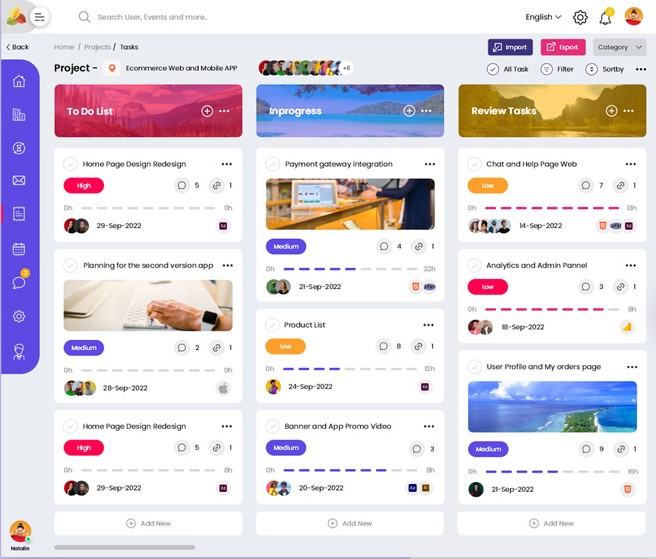 Search User, Events and more..
English
1
Back
Home / Projects / Tasks
Import
Export
Category
Project -
Ecommerce Web and Mobile APP
+6
All Task
Filter
Sortby
To Do List
Home Page Design Redesign
High
5
1
0h
0h
29-Sep-2022
Planning for the second version app
Medium
2
1
0h
0h
28-Sep-2022
Home Page Design Redesign
High
5
1
0h
8h
29-Sep-2022
Add New
Inprogress
Payment gateway integration
Medium
4
1
0h
32h
21-Sep-2022
php
Product List
Low
8
1
0h
12h
24-Sep-2022
Banner and App Promo Video
Medium
3
0h
8h
20-Sep-2022
Ae
Ai
Add New
Review Tasks
Chat and Help Page Web
Low
7
1
0h
13h
14-Sep-2022
php
Analytics and Admin Pannel
Low
3
1
0h
8h
18-Sep-2022
User Profile and My orders page
Medium
9
1
0h
16h
21-Sep-2022
Add New
Natalie